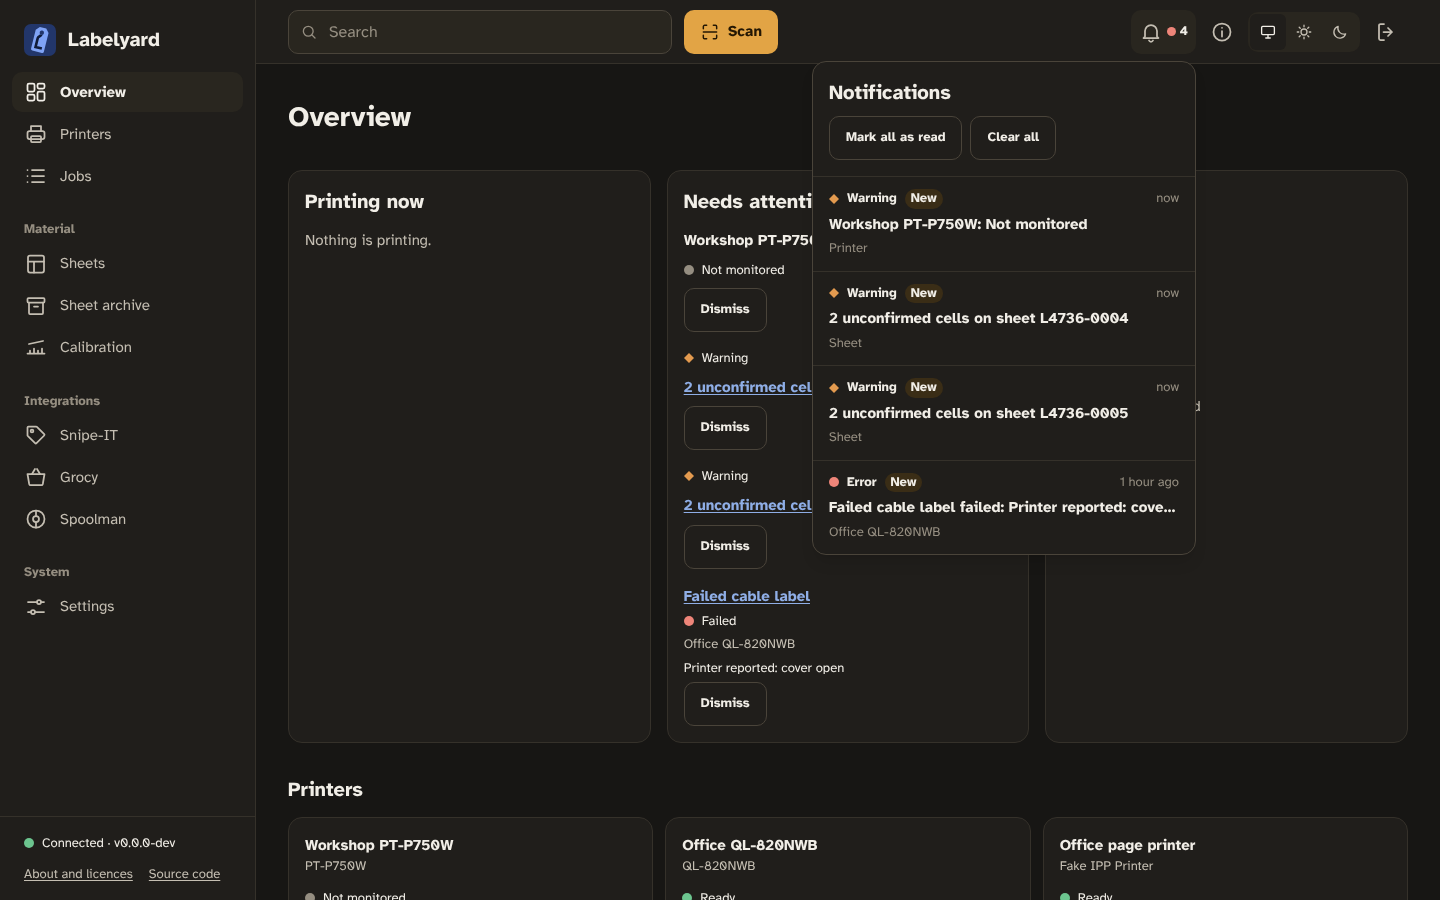 Labelyard
Overview
Printers
Jobs
Material
Sheets
Sheet archive
Calibration
Integrations
Snipe-IT
Grocy
Spoolman
System
Settings
Connected · v0.0.0-dev
About and licences
Source code
Search
Scan
4
Overview
Printing now
Nothing is printing.
Needs attenti
Workshop PT-P750
Not monitored
Dismiss
Warning
2 unconfirmed cel
Dismiss
Warning
2 unconfirmed cel
Dismiss
Failed cable label
Failed
Office QL-820NWB
Printer reported: cover open
Dismiss
Notifications
Mark all as read
Clear all
Warning New now
Workshop PT-P750W: Not monitored
Printer
Warning New now
2 unconfirmed cells on sheet L4736-0004
Sheet
Warning New now
2 unconfirmed cells on sheet L4736-0005
Sheet
Error New 1 hour ago
Failed cable label failed: Printer reported: cove...
Office QL-820NWB
Printers
Workshop PT-P750W
PT-P750W
Not monitored
Office QL-820NWB
QL-820NWB
Ready
Office page printer
Fake IPP Printer
Ready